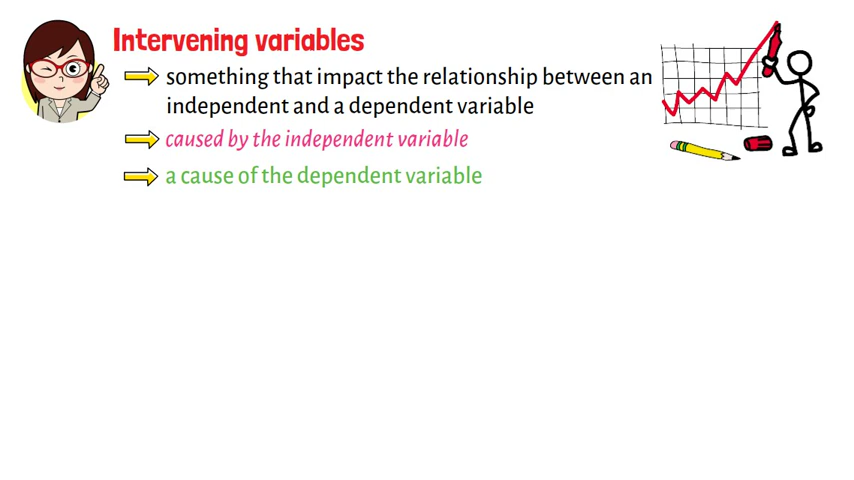 Intervening variables
something that impact the relationship between an
independent and a dependent variable
caused by the independent variable
a cause of the dependent variable